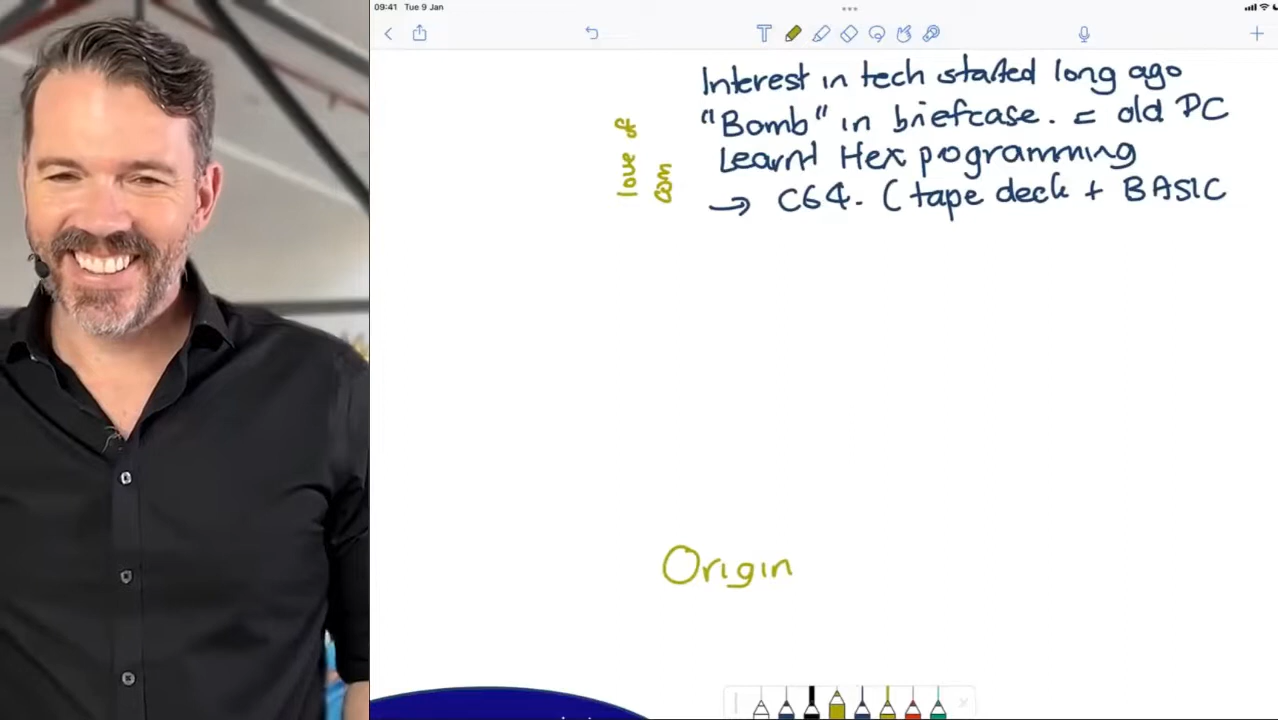 09:41 Tue 9 Jan
Interest in tech started long ago
"Bomb" in briefcase. = old PC
Learnt Hex programming
→ C64. ( tape deck + BASIC
love of
com
Origin